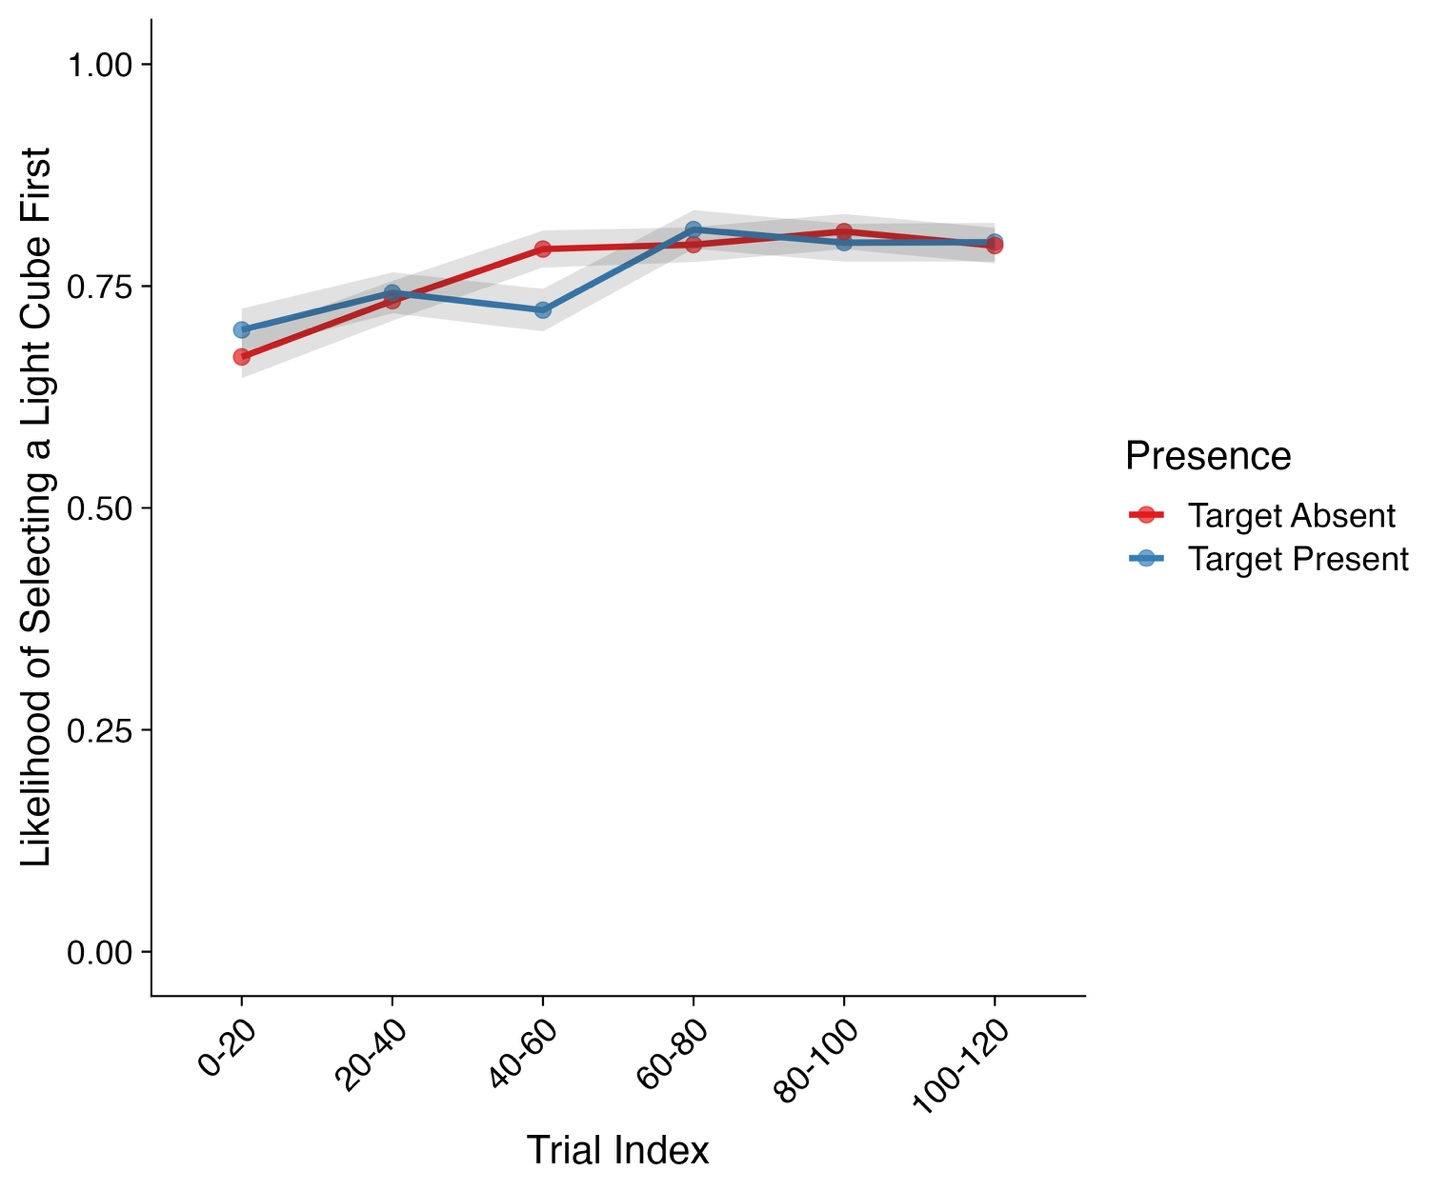 Likelihood of Selecting a Light Cube First
1.00
0.75
0.50
0.25
0.00
0-20
20-40
40-60
60-80
80-100
100-120
Trial Index
Presence
Target Absent
Target Present